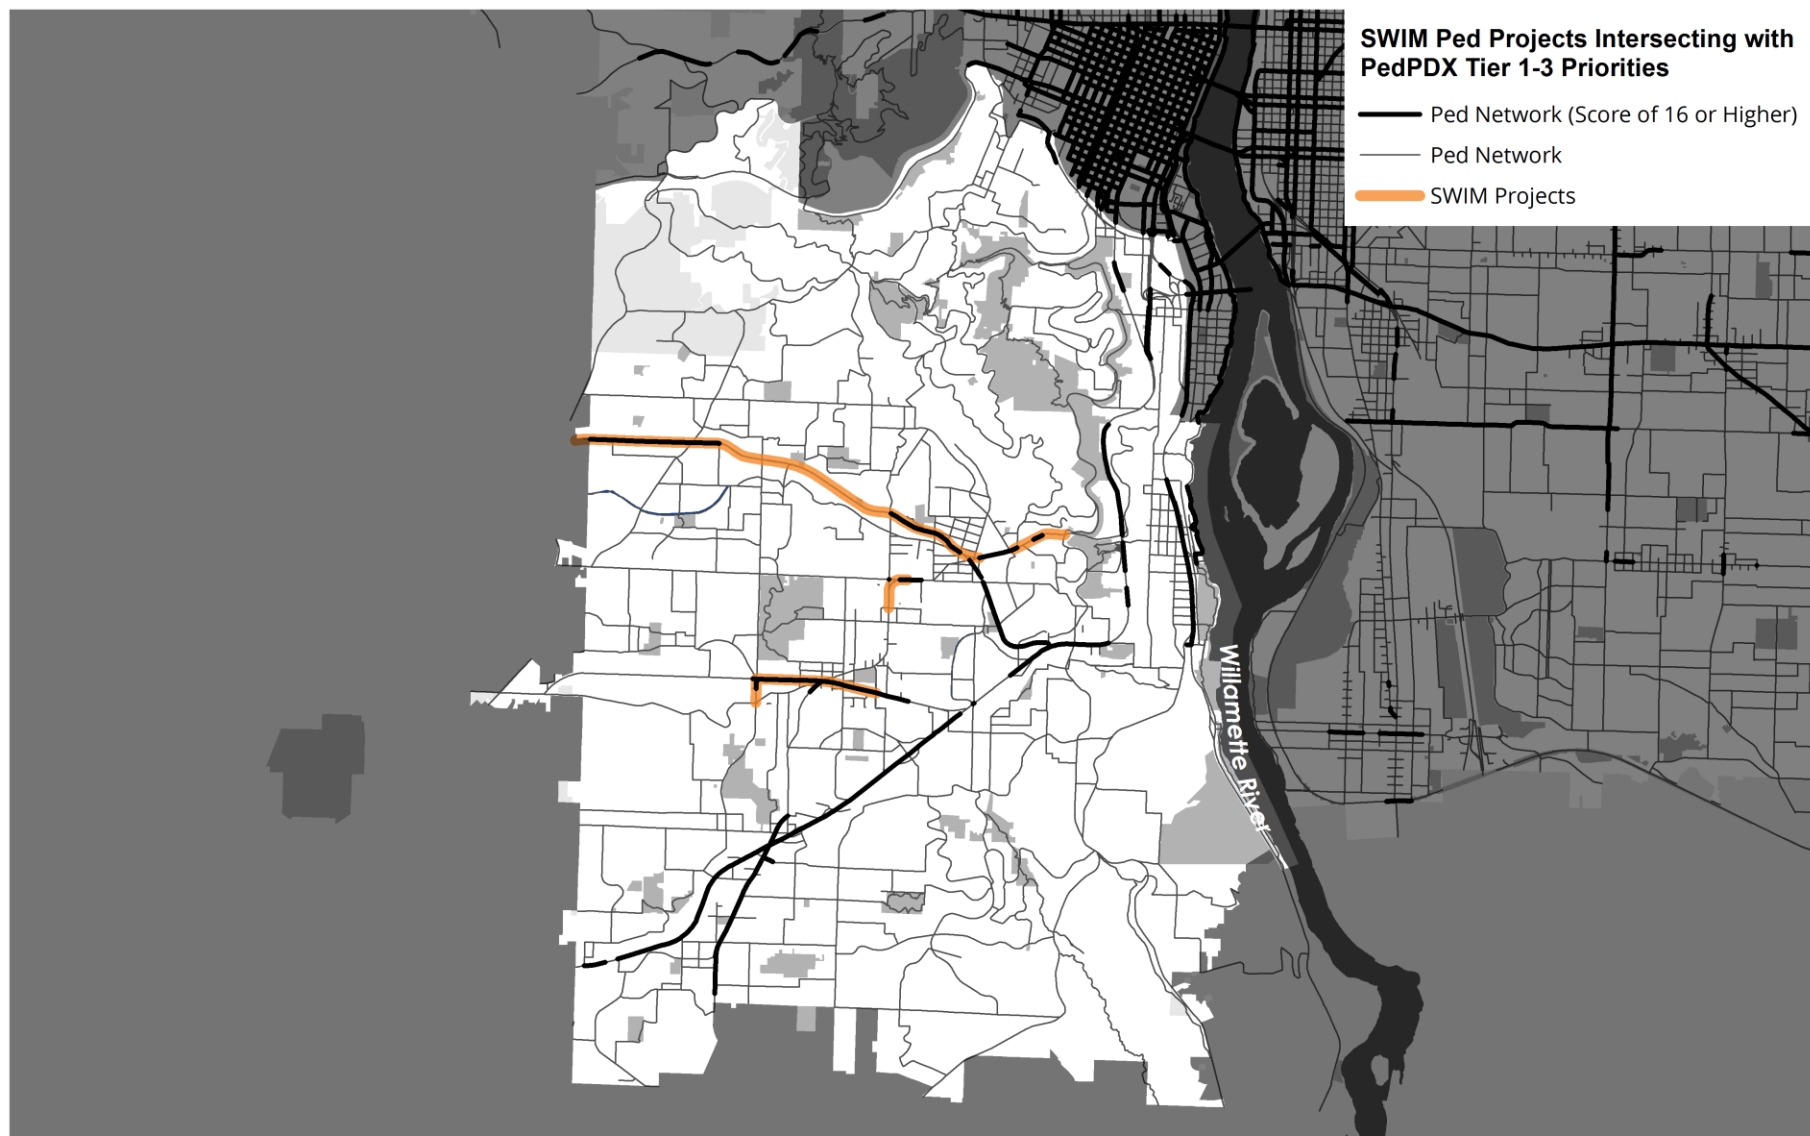 SWIM Ped Projects Intersecting with
PedPDX Tier 1-3 Priorities
Ped Network (Score of 16 or Higher)
Ped Network
SWIM Projects
Willamette River